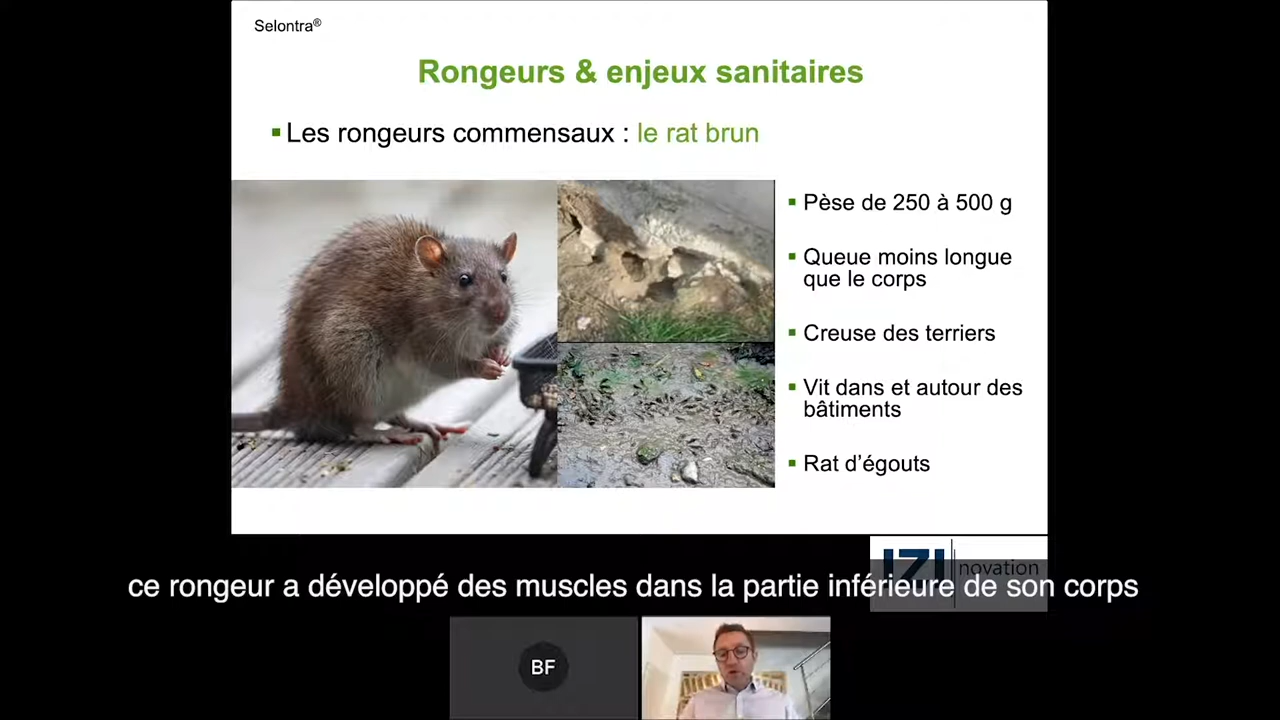 Selontra®
Rongeurs & enjeux sanitaires
Les rongeurs commensaux : le rat brun
Pèse de 250 à 500 g
Queue moins longue
que le corps
Creuse des terriers
Vit dans et autour des
bâtiments
Rat d'égouts
IZI novation
ce rongeur a développé des muscles dans la partie inférieure de son corps
BF